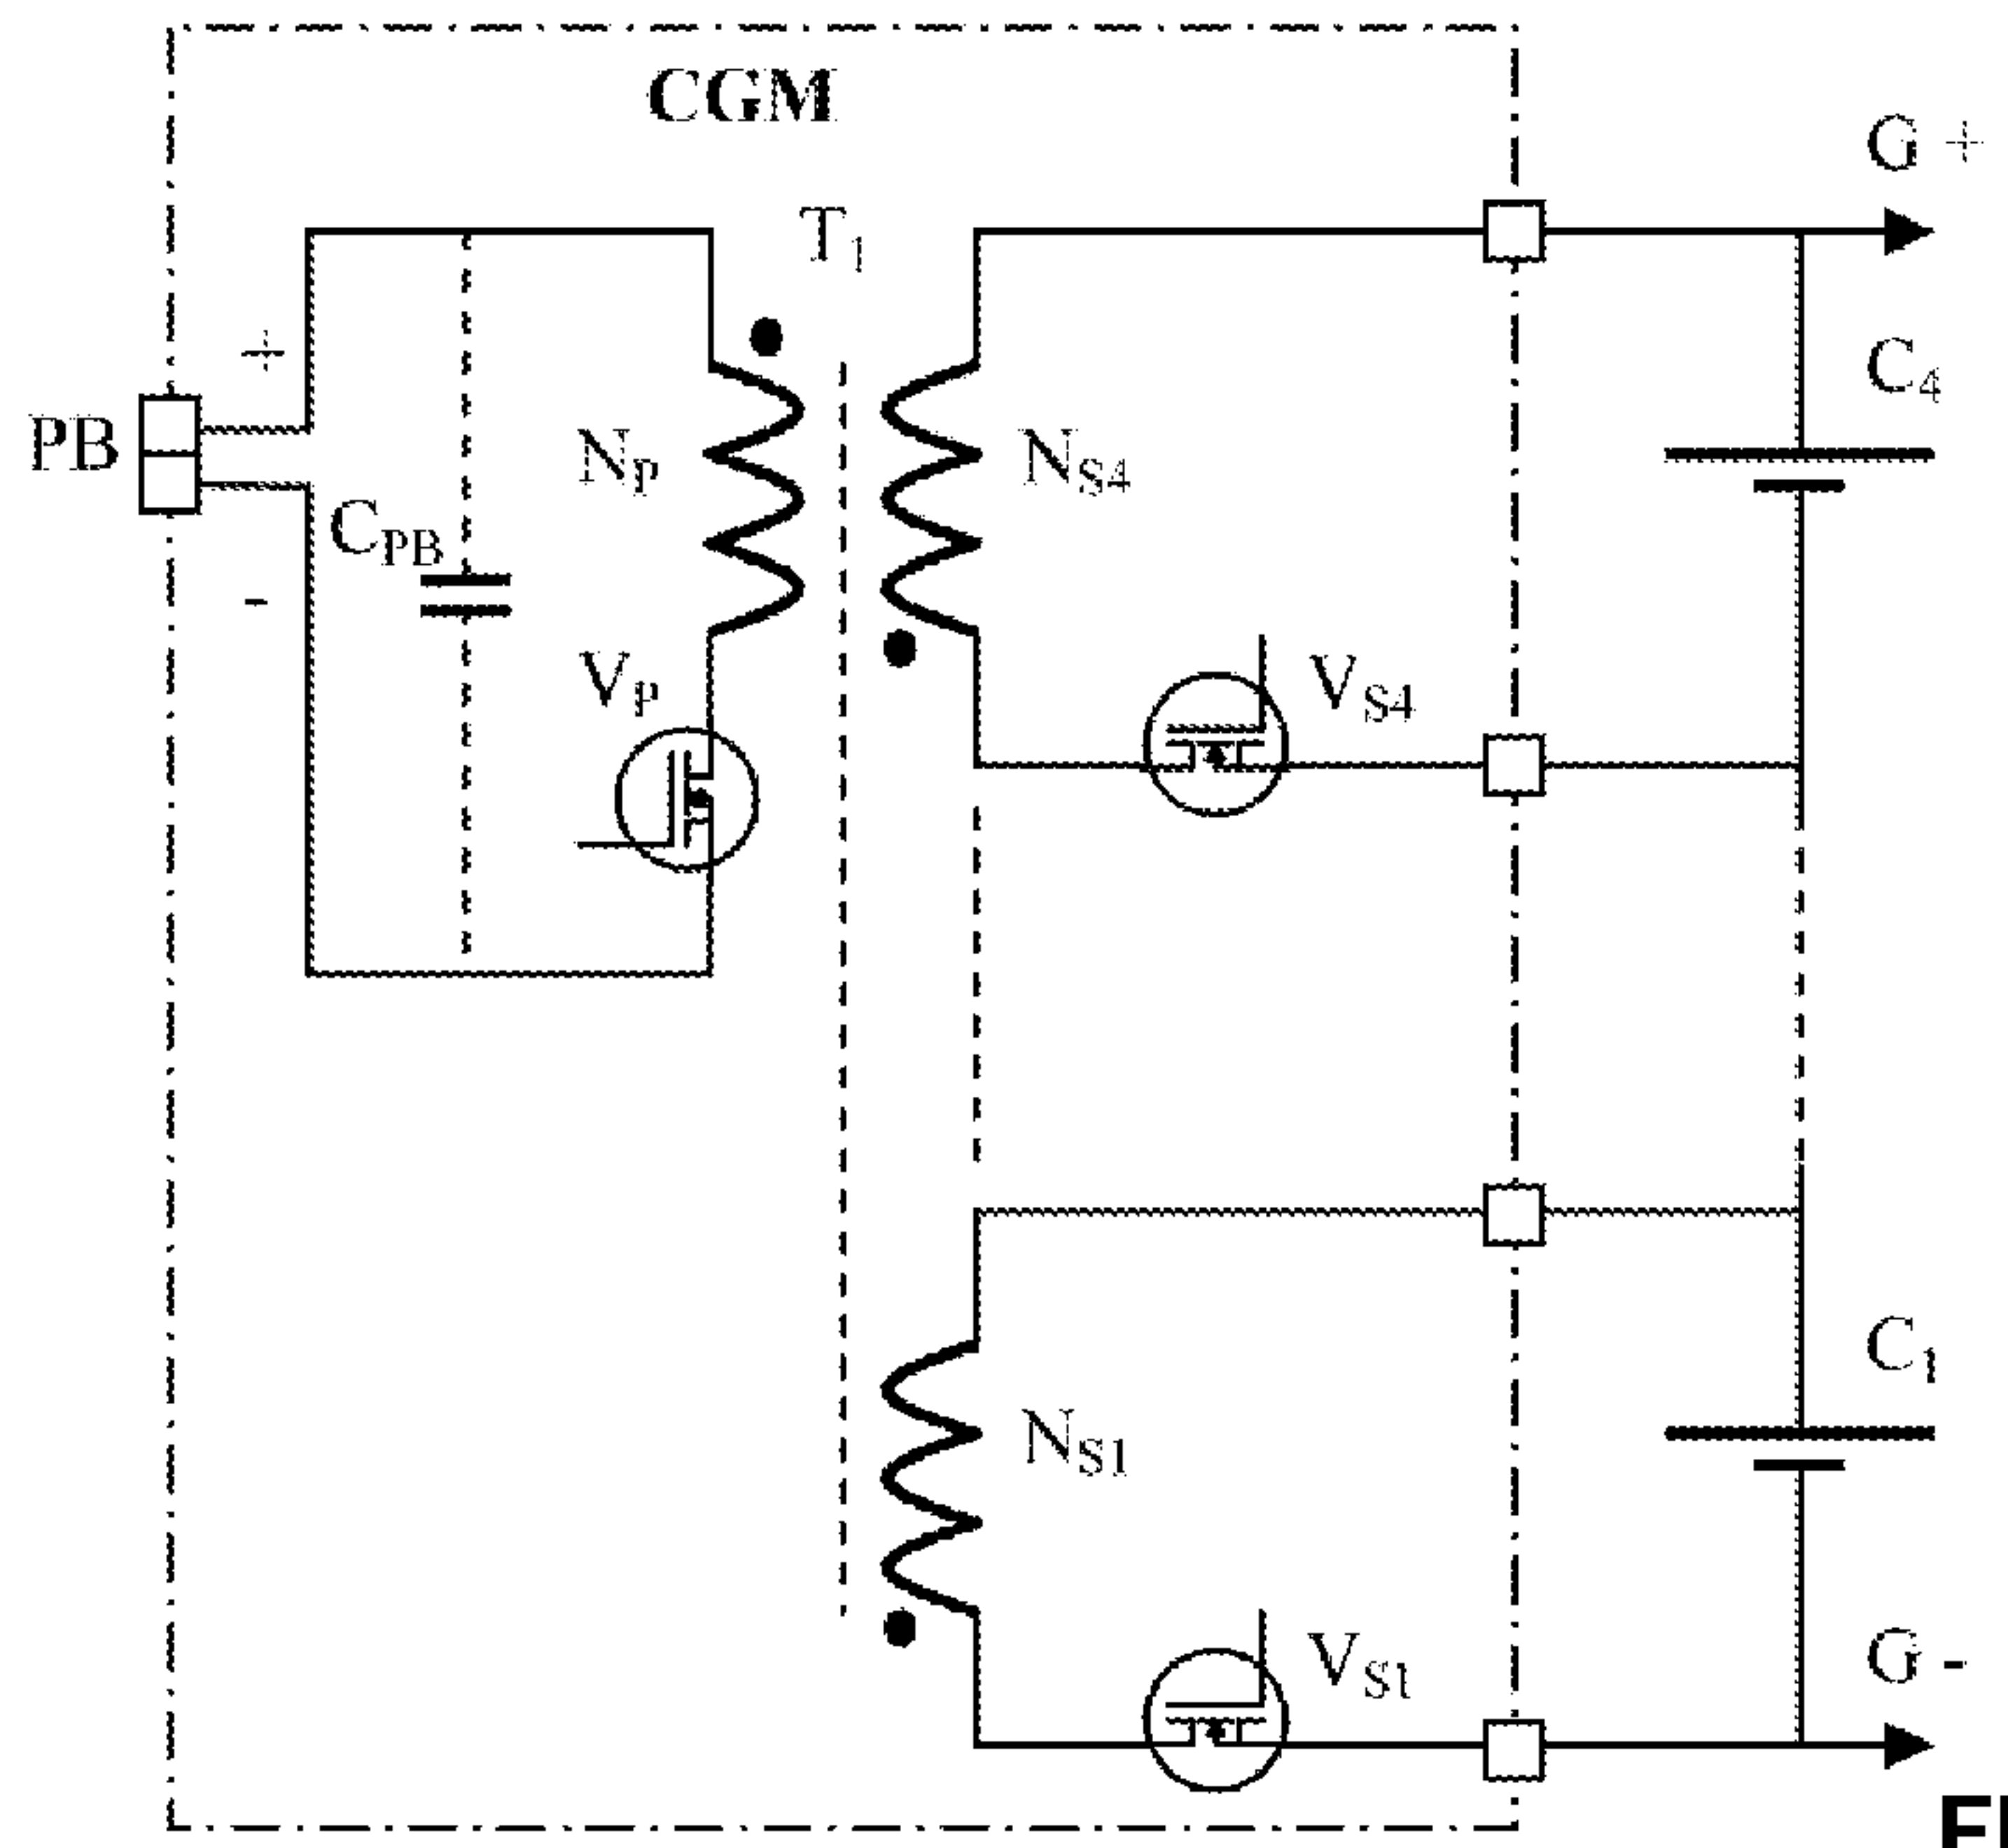 CGM
G +
T1
+
C4
PB
Np
NS4
CPB
-
Vp
VS4
C1
NS1
G -
VS1